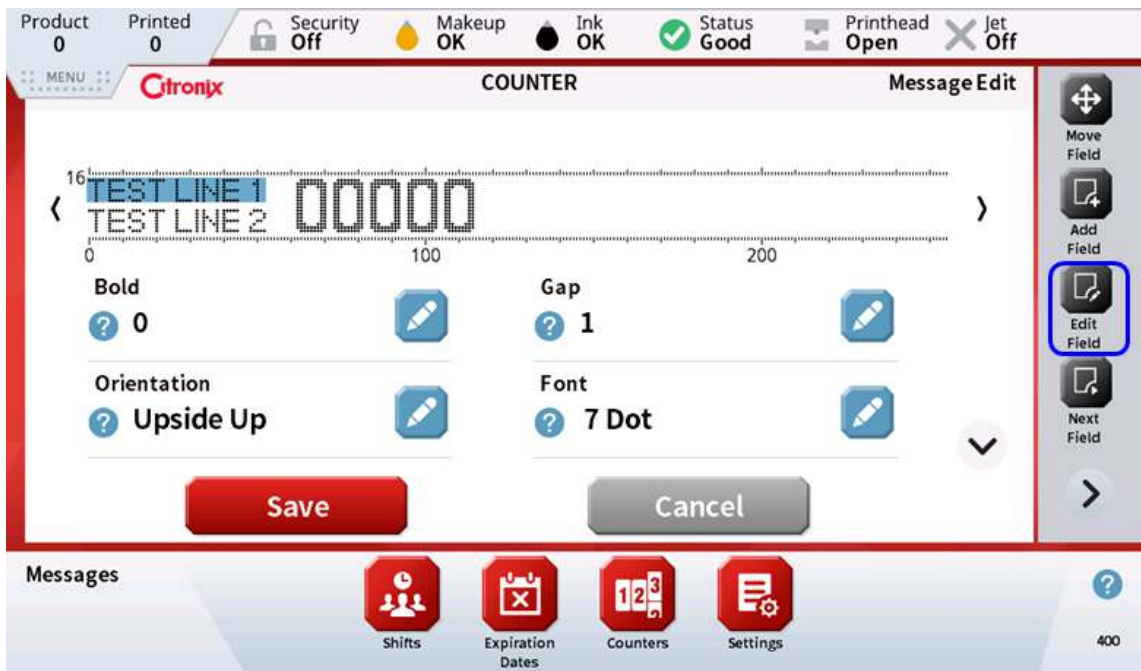 Product Printed Security Makeup Ink Status Printhead Jet
0 0 Off OK OK Good Open Off
MENU Citronix COUNTER Message Edit
Move
Field
16
TEST LINE 1 00000
TEST LINE 2
0 100 200
Add
Field
Bold Gap
? 0 ? 1
Edit
Field
Orientation Font
? Upside Up ? 7 Dot
Next
Field
Save Cancel
Messages
1 2 3
?
Shifts Expiration Counters Settings 400
Dates